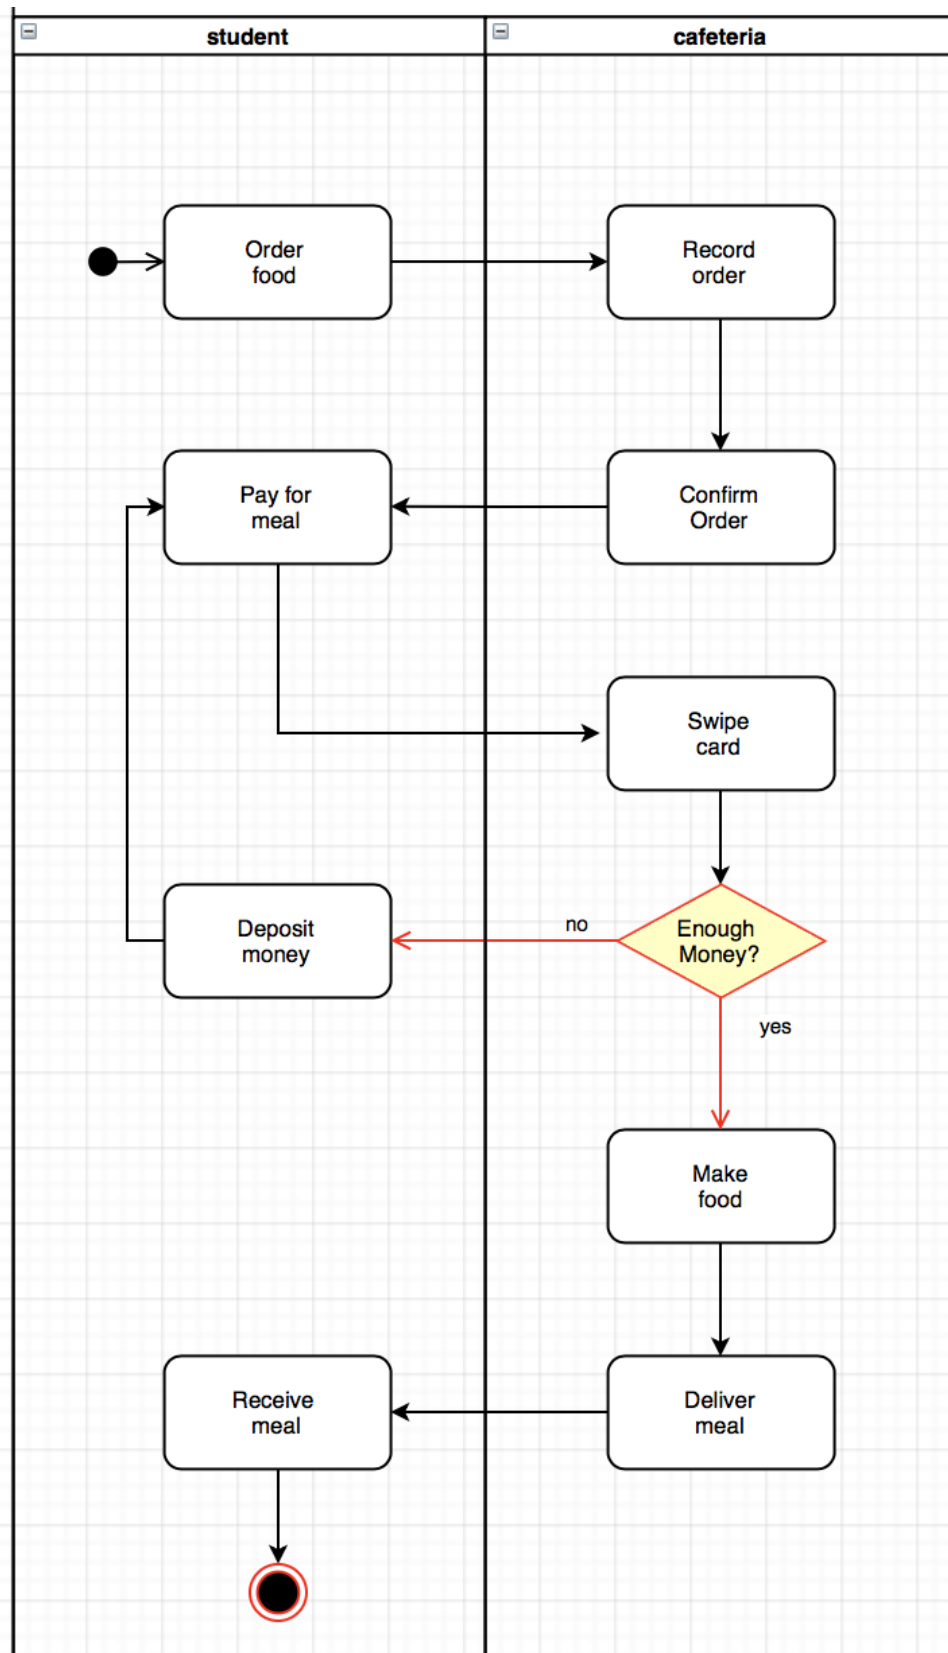 student
cafeteria
Order
food
Record
order
Pay for
meal
Confirm
Order
Swipe
card
Deposit
money
no
Enough
Money?
yes
Make
food
Receive
meal
Deliver
meal